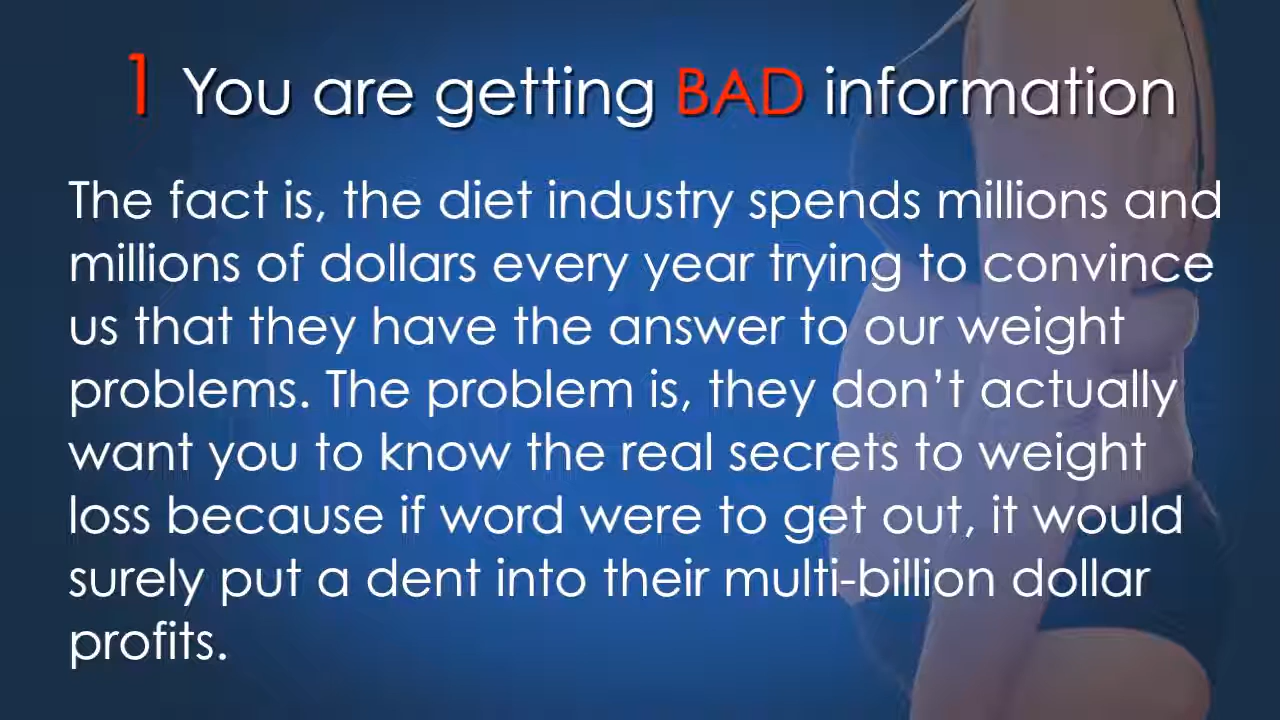 1 You are getting BAD information
The fact is, the diet industry spends millions and
millions of dollars every year trying to convince
us that they have the answer to our weight
problems. The problem is, they don’t actually
want you to know the real secrets to weight
loss because if word were to get out, it would
surely put a dent into their multi-billion dollar
profits.